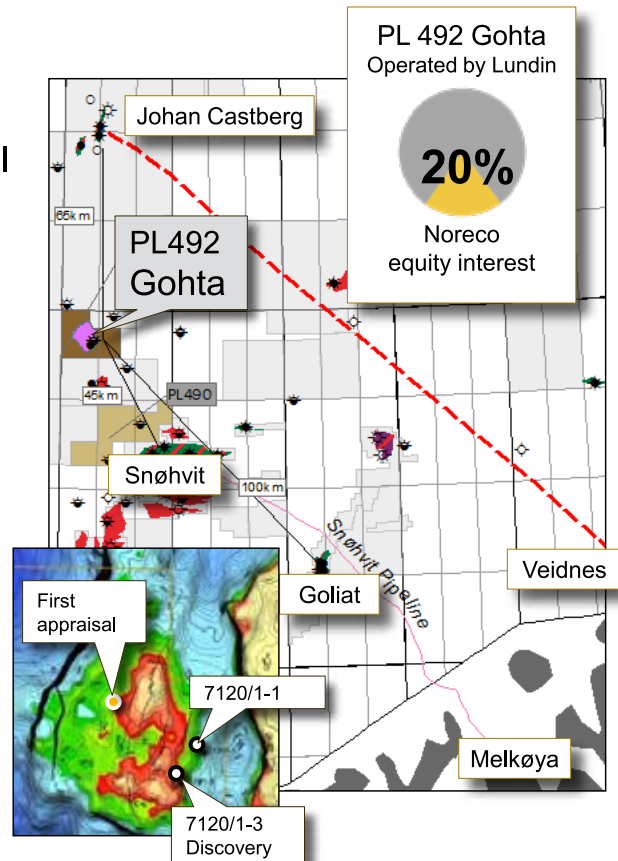 PL 492 Gohta
Operated by Lundin
20%
Noreco
equity interest
Johan Castberg
65k m
PL492
Gohta
45k m
PL490
Snøhvit
100k m
Snøhvit Pipeline
Goliat
Veidnes
Melkøya
First
appraisal
7120/1-1
7120/1-3
Discovery